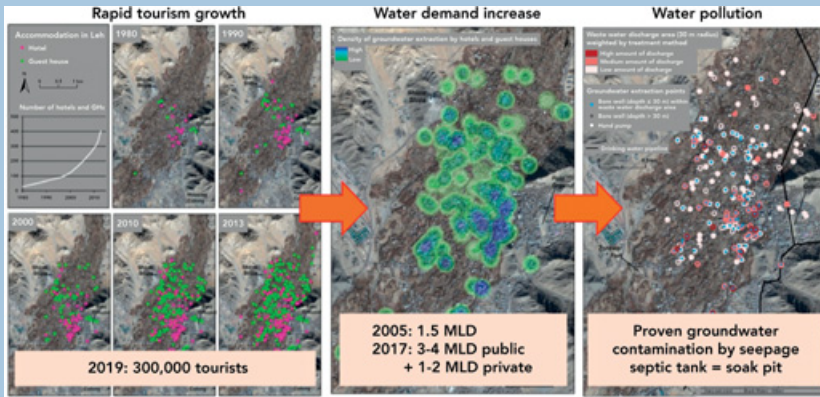 Rapid tourism growth
Accommodation in Leh
Hotel
Guest house
Number of hotels and GHs
1980
1990
2000
2010
2013
2019: 300,000 tourists
Water demand increase
Density of groundwater extraction by hotels and guest houses
High
Low
2005: 1.5 MLD
2017: 3-4 MLD public
+ 1-2 MLD private
Water pollution
Waste water discharge area (30 m radius)
weighted by treatment method
High amount of discharge
Medium amount of discharge
Low amount of discharge
Groundwater extraction points
waste water discharge area
Hand pump
Drinking water pipeline
Proven groundwater
contamination by seepage
septic tank = soak pit